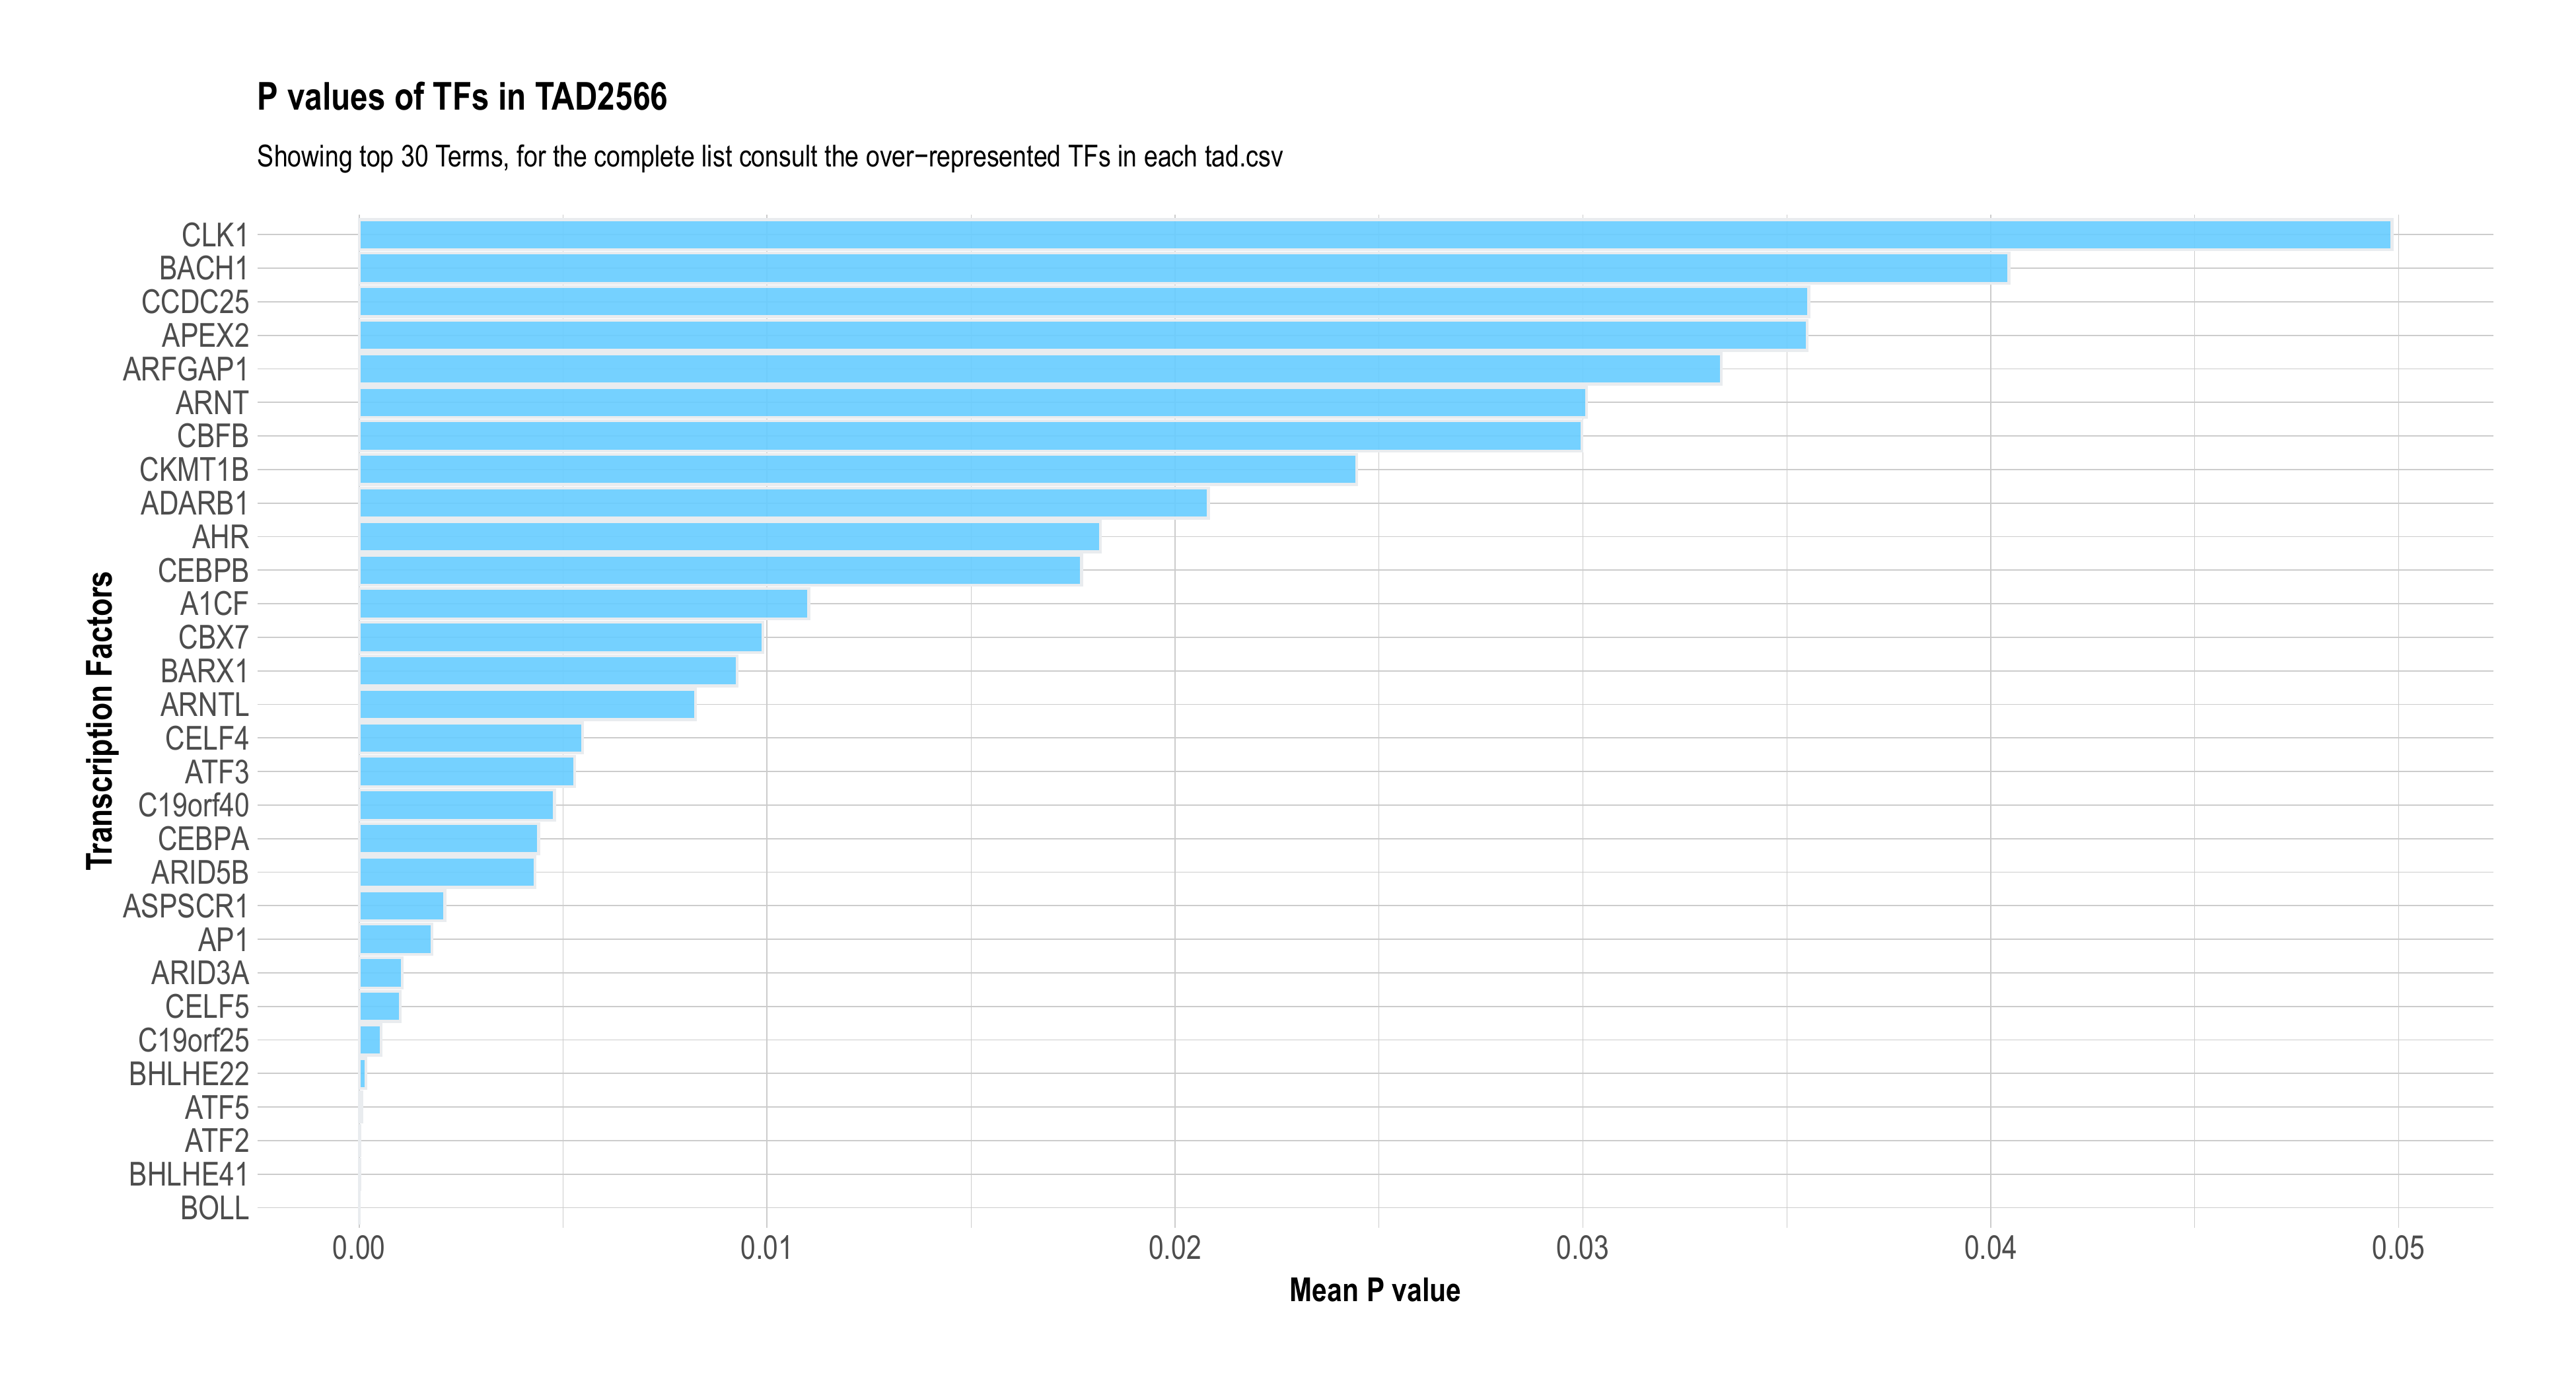 P values of TFs in TAD2566
Showing top 30 Terms, for the complete list consult the over−represented TFs in each tad.csv
Transcription Factors
CLK1
BACH1
CCDC25
APEX2
ARFGAP1
ARNT
CBFB
CKMT1B
ADARB1
AHR
CEBPB
A1CF
CBX7
BARX1
ARNTL
CELF4
ATF3
C19orf40
CEBPA
ARID5B
ASPSCR1
AP1
ARID3A
CELF5
C19orf25
BHLHE22
ATF5
ATF2
BHLHE41
BOLL
0.00 0.01 0.02 0.03 0.04 0.05
Mean P value